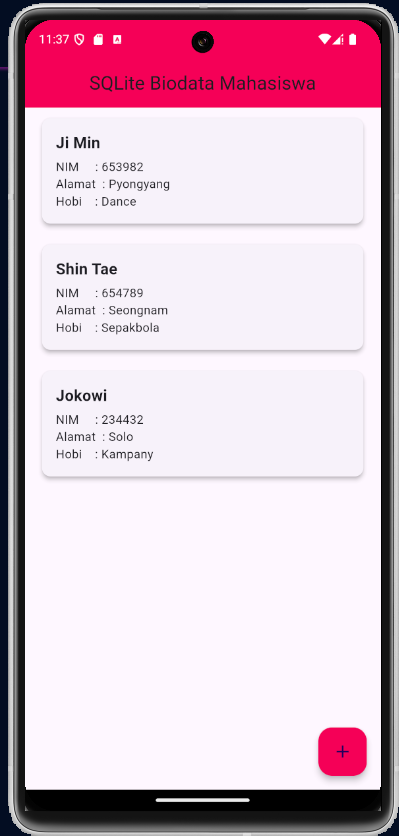 11:37
SQLite Biodata Mahasiswa
Ji Min
NIM : 653982
Alamat : Pyongyang
Hobi : Dance
Shin Tae
NIM : 654789
Alamat : Seongnam
Hobi : Sepakbola
Jokowi
NIM : 234432
Alamat : Solo
Hobi : Kampany
+